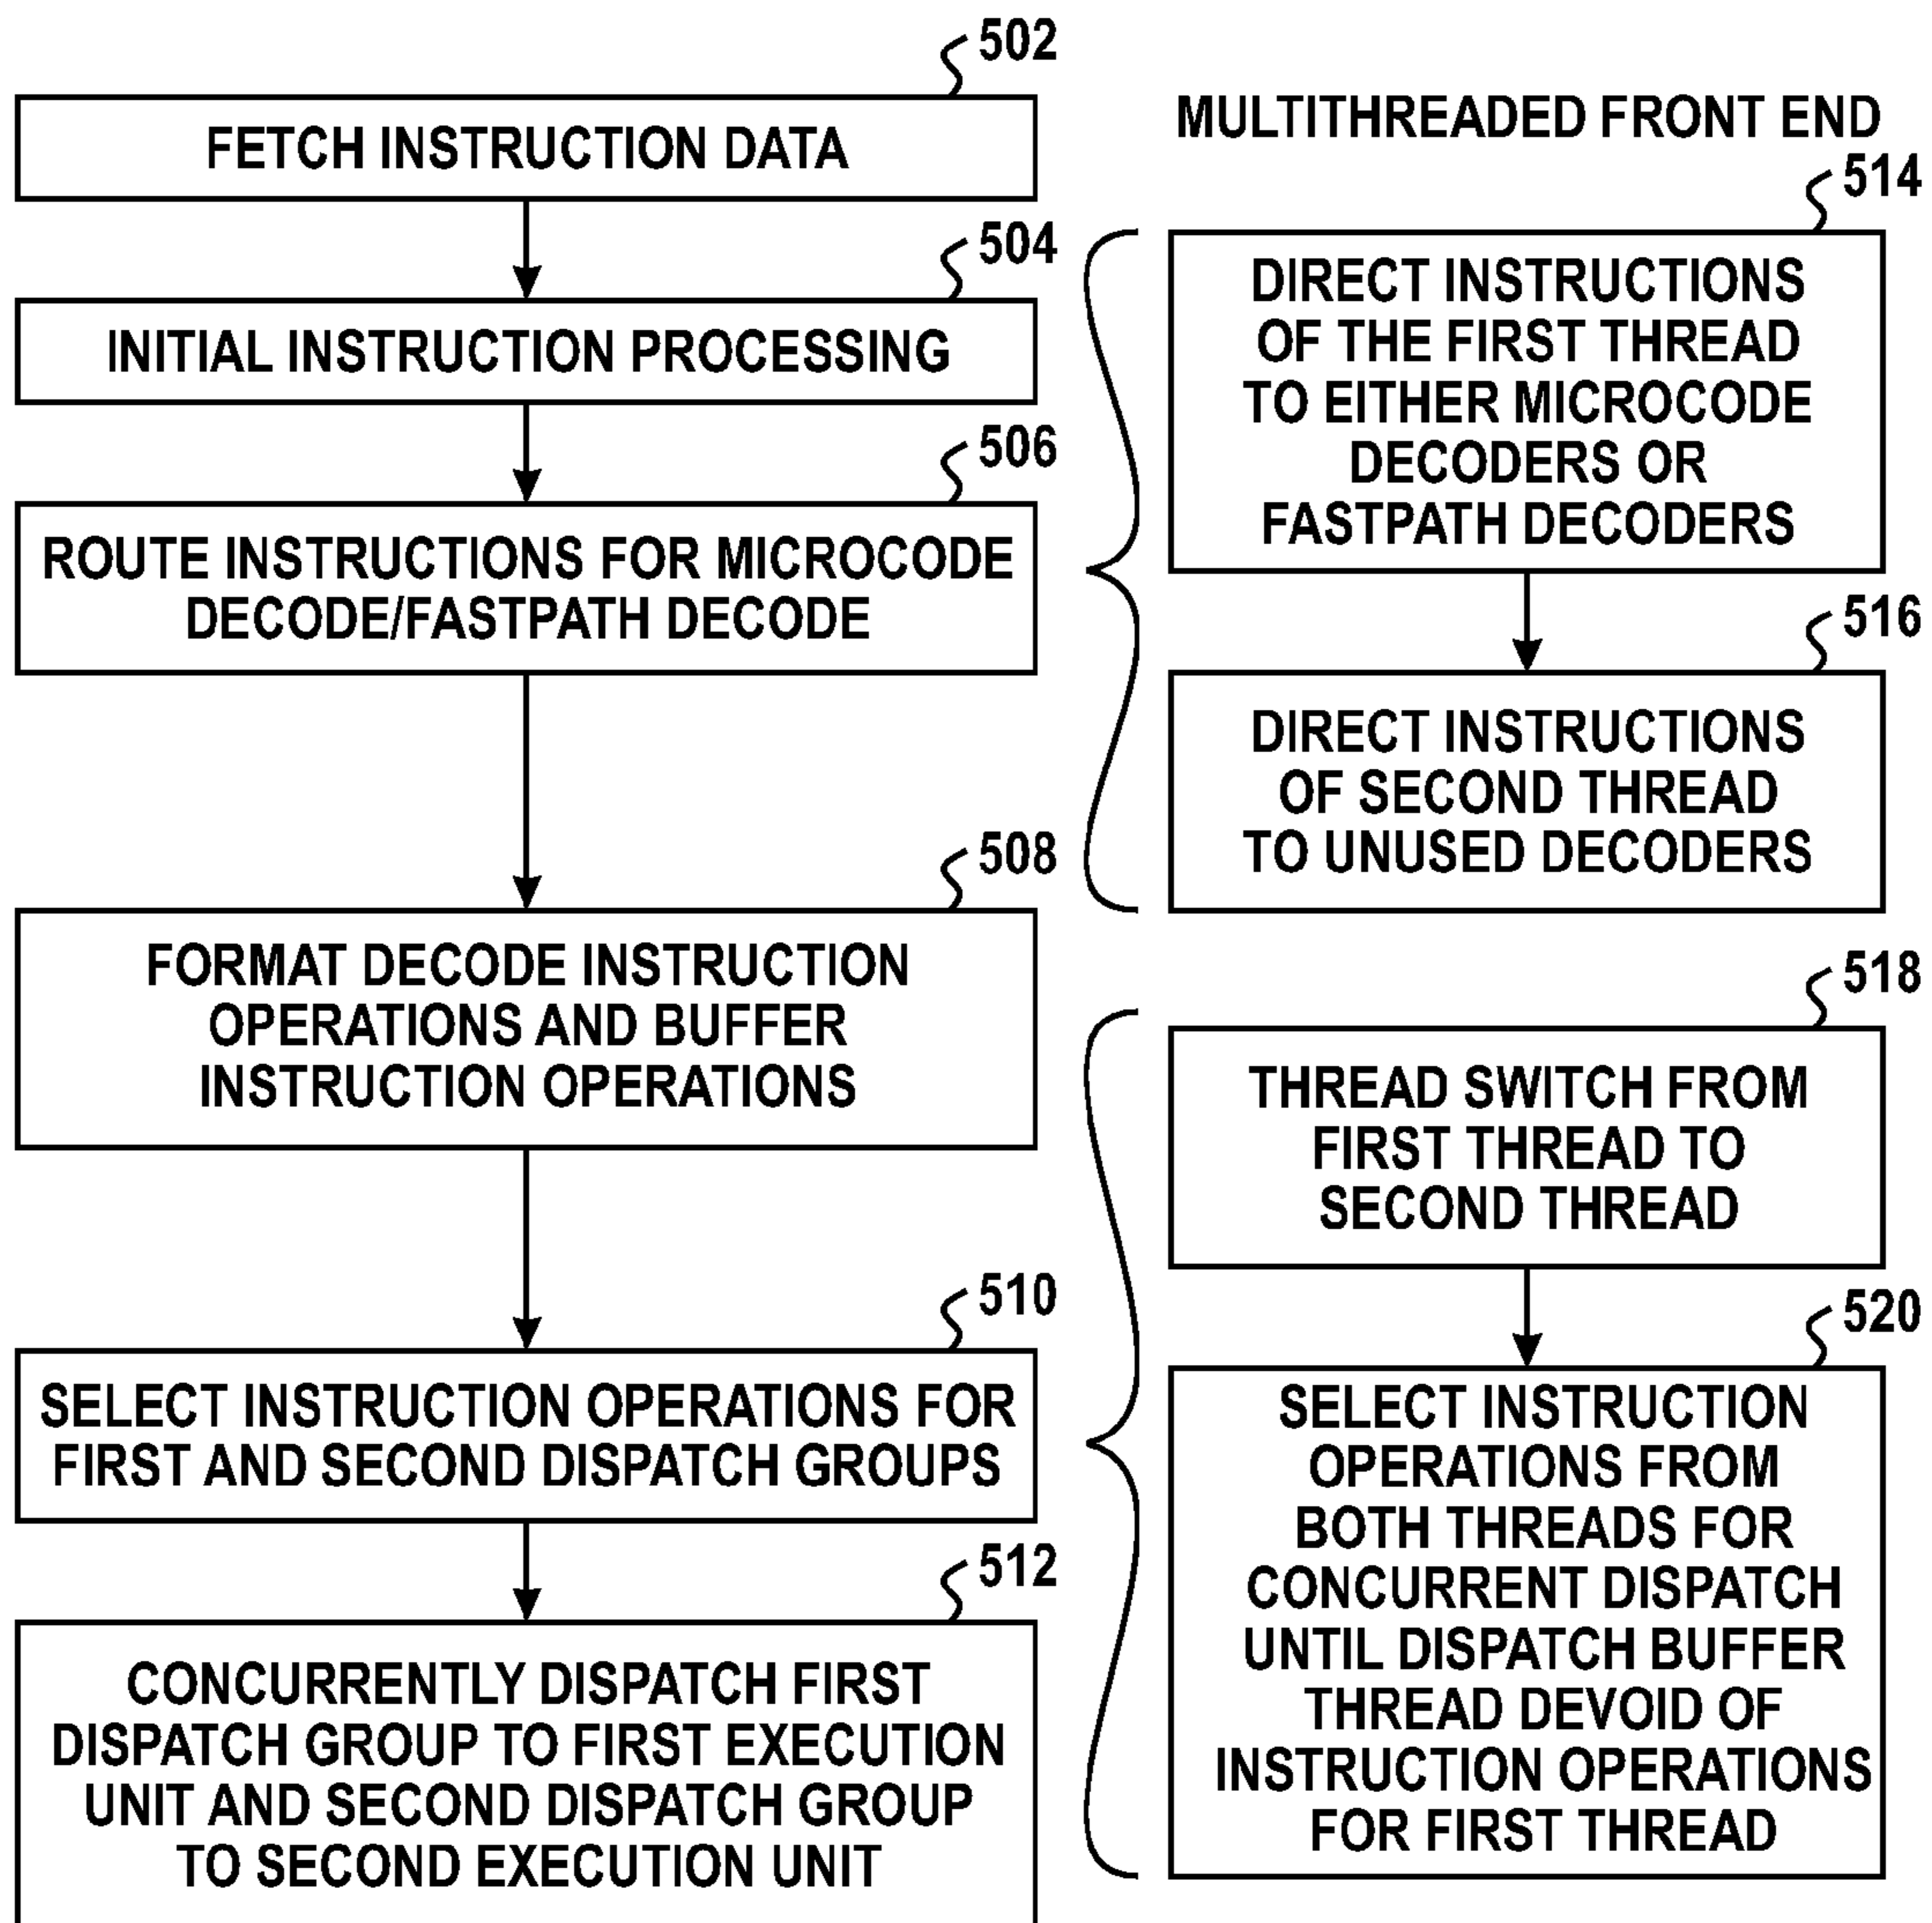 502
FETCH INSTRUCTION DATA
504
INITIAL INSTRUCTION PROCESSING
506
ROUTE INSTRUCTIONS FOR MICROCODE
DECODE/FASTPATH DECODE
508
FORMAT DECODE INSTRUCTION
OPERATIONS AND BUFFER
INSTRUCTION OPERATIONS
510
SELECT INSTRUCTION OPERATIONS FOR
FIRST AND SECOND DISPATCH GROUPS
512
CONCURRENTLY DISPATCH FIRST
DISPATCH GROUP TO FIRST EXECUTION
UNIT AND SECOND DISPATCH GROUP
TO SECOND EXECUTION UNIT
MULTITHREADED FRONT END
514
DIRECT INSTRUCTIONS
OF THE FIRST THREAD
TO EITHER MICROCODE
DECODERS OR
FASTPATH DECODERS
516
DIRECT INSTRUCTIONS
OF SECOND THREAD
TO UNUSED DECODERS
518
THREAD SWITCH FROM
FIRST THREAD TO
SECOND THREAD
520
SELECT INSTRUCTION
OPERATIONS FROM
BOTH THREADS FOR
CONCURRENT DISPATCH
UNTIL DISPATCH BUFFER
THREAD DEVOID OF
INSTRUCTION OPERATIONS
FOR FIRST THREAD